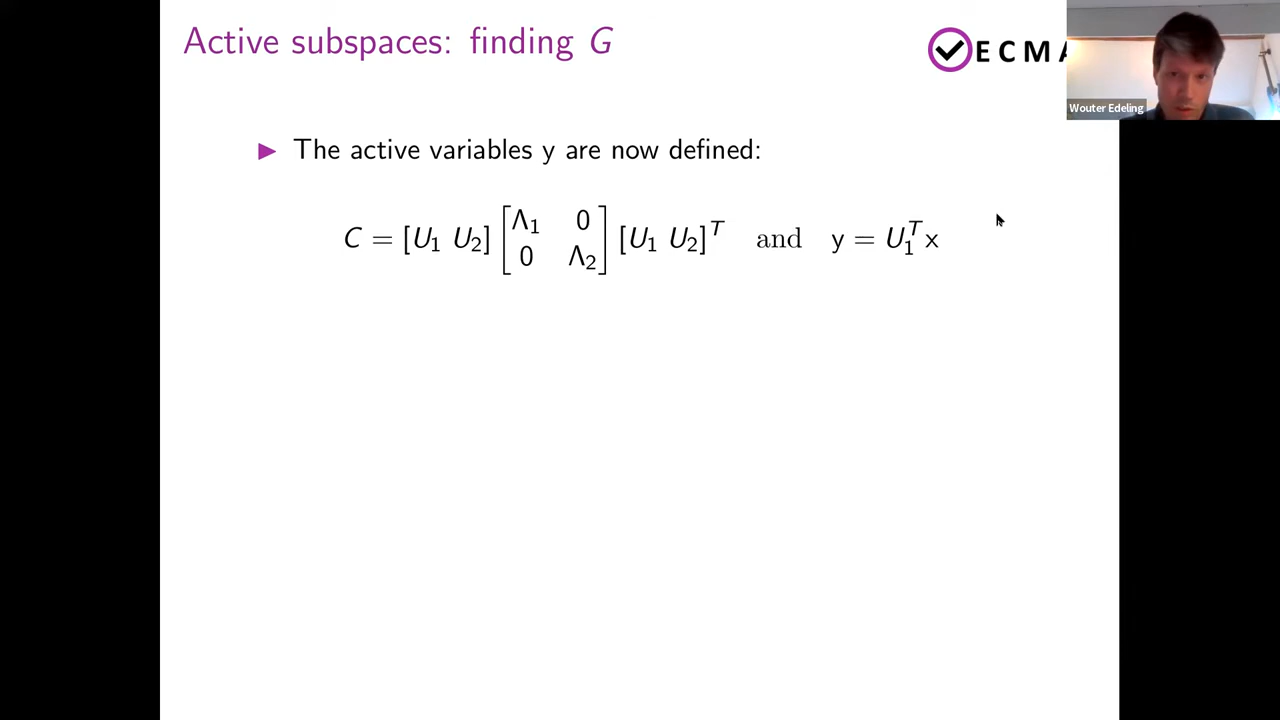 Active subspaces: finding G
ECMA
Wouter Edeling
▶ The active variables y are now defined:
C = [U₁ U₂] [Λ₁ 0
0 Λ₂] [U₁ U₂]ᵀ and y = U₁ᵀx